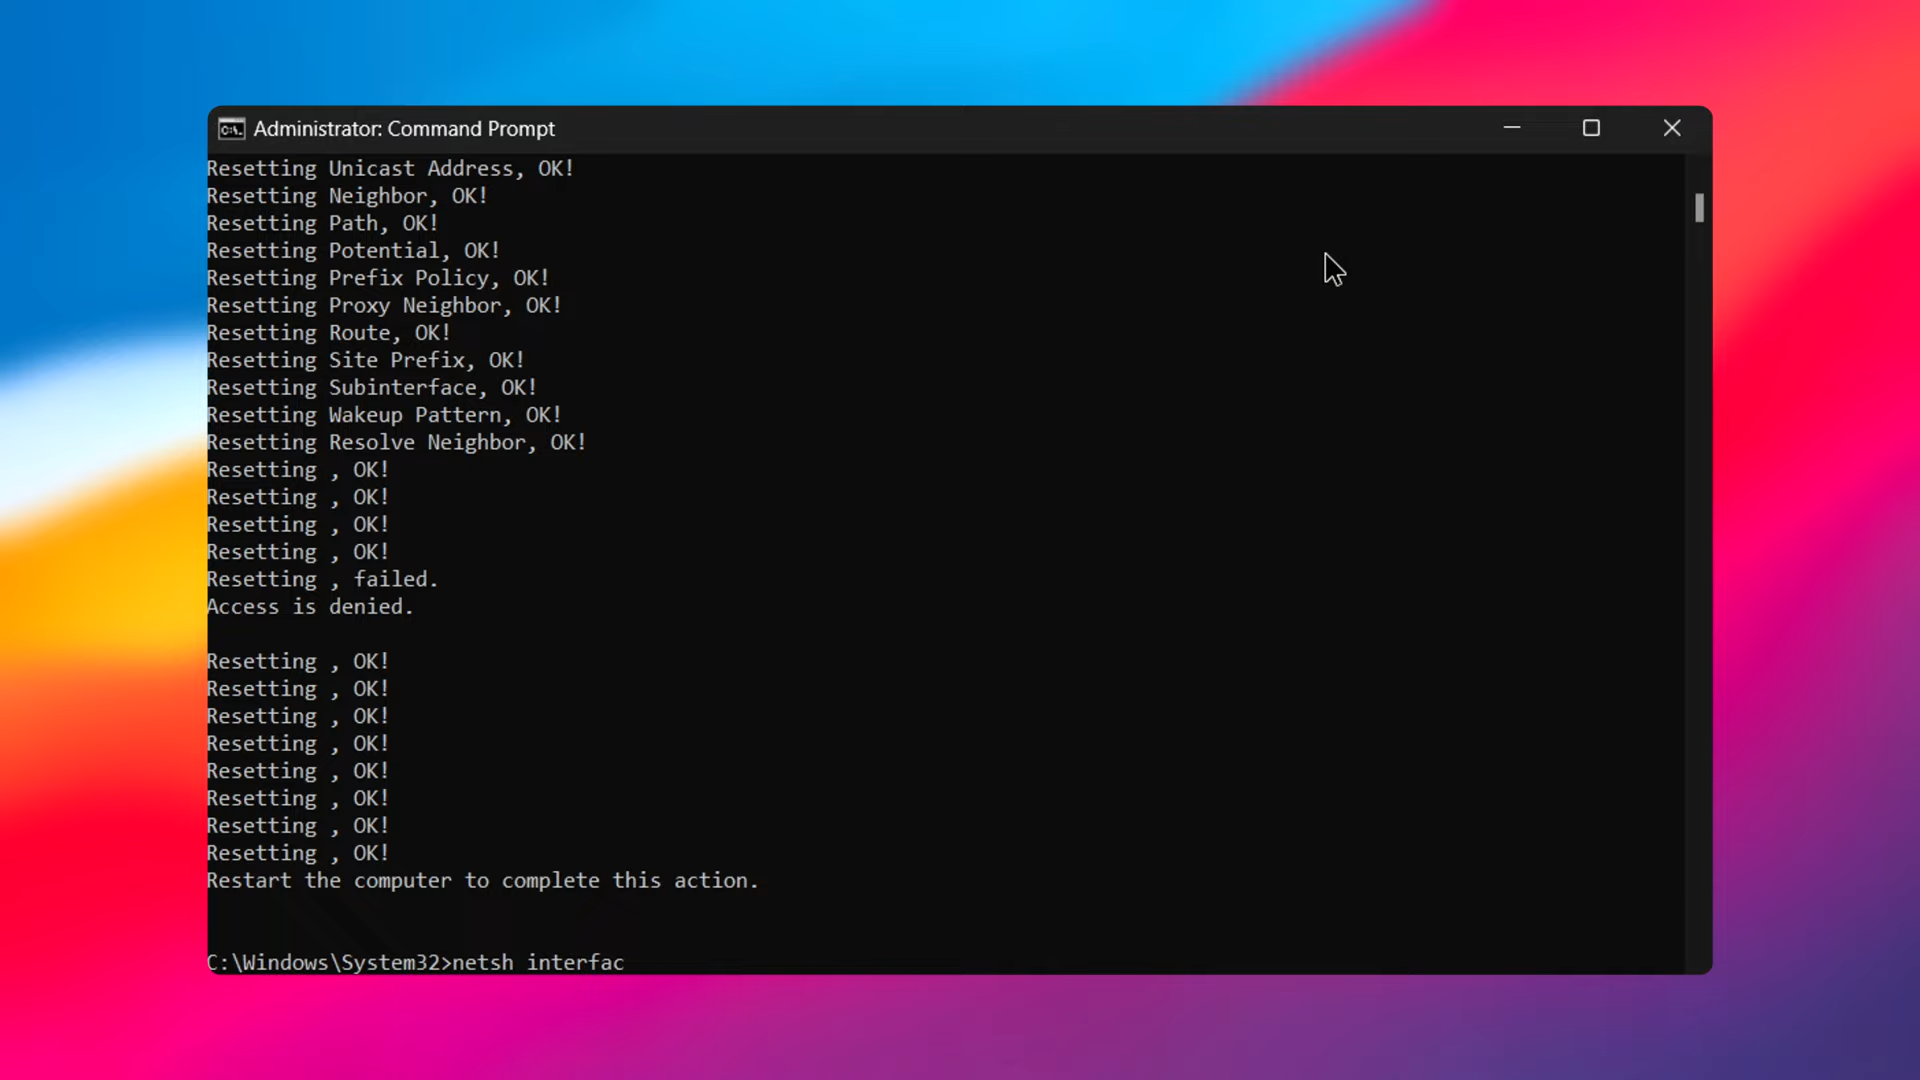 Administrator: Command Prompt
Resetting Unicast Address, OK!
Resetting Neighbor, OK!
Resetting Path, OK!
Resetting Potential, OK!
Resetting Prefix Policy, OK!
Resetting Proxy Neighbor, OK!
Resetting Route, OK!
Resetting Site Prefix, OK!
Resetting Subinterface, OK!
Resetting Wakeup Pattern, OK!
Resetting Resolve Neighbor, OK!
Resetting , OK!
Resetting , OK!
Resetting , OK!
Resetting , OK!
Resetting , failed.
Access is denied.
Resetting , OK!
Resetting , OK!
Resetting , OK!
Resetting , OK!
Resetting , OK!
Resetting , OK!
Resetting , OK!
Resetting , OK!
Restart the computer to complete this action.
C:\Windows\System32>netsh interfac